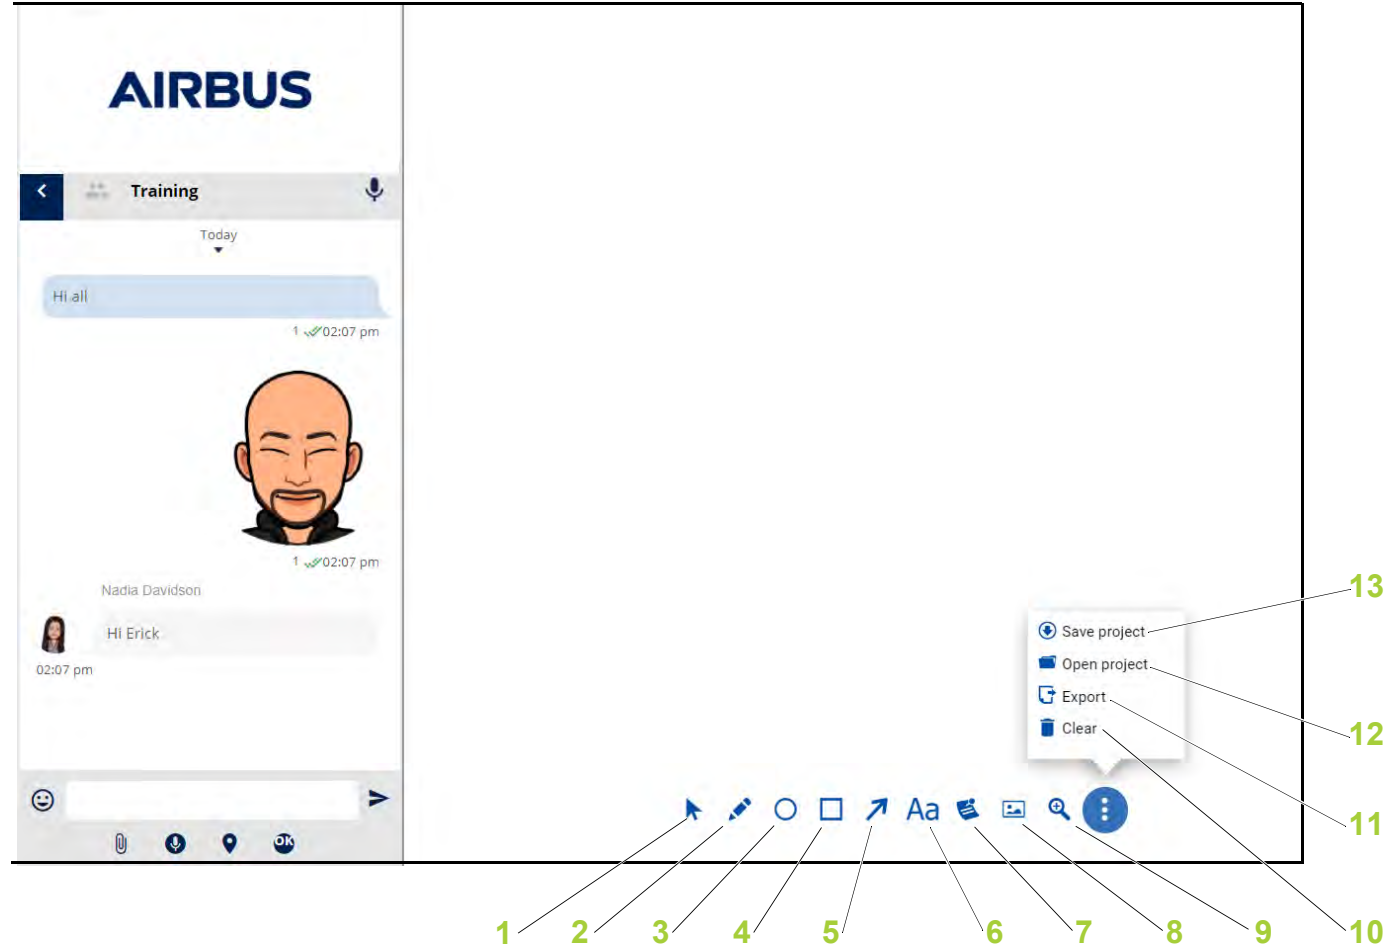 AIRBUS
Training
Today
Hi all
1 02:07 pm
1 02:07 pm
Nadia Davidson
Hi Erick
02:07 pm
OK
Save project
Open project
Export
Clear
Aa
13
12
11
1
2
3
4
5
6
7
8
9
10